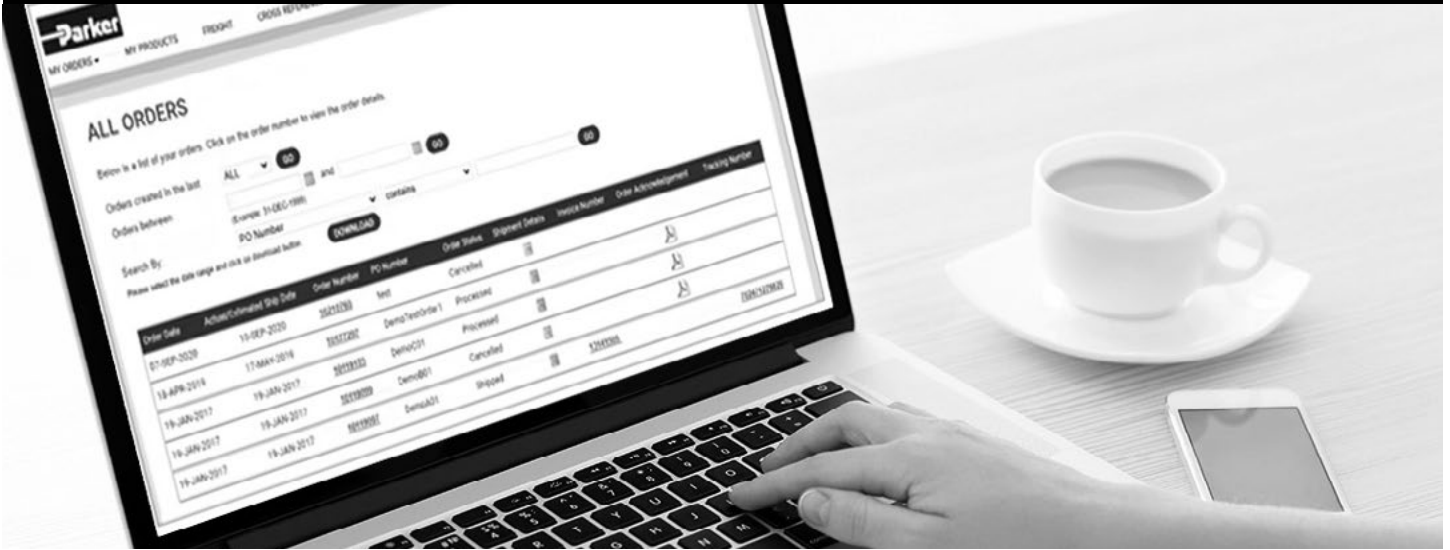 Parker
MY ORDERS MY PRODUCTS FREIGHT
ALL ORDERS
Below is a list of your orders. Click on the order number to view the order details.
Orders created in the last ALL GO
Orders between and GO
(Example: 31-DEC-1999)
Search By: PO Number contains GO
Please select the date range and click on download button DOWNLOAD
Order Date Actual/Estimated Ship Date Order Number PO Number Order Status Shipment Details Invoice Number Order Acknowledgement Tracking Number
07-SEP-2020 10-SEP-2020 test Cancelled
18-APR-2016 17-MAY-2016 Processed
19-JAN-2017 19-JAN-2017 DemoC01 Processed
19-JAN-2017 19-JAN-2017 DemoB01 Cancelled
19-JAN-2017 19-JAN-2017 DemoA01 Shipped